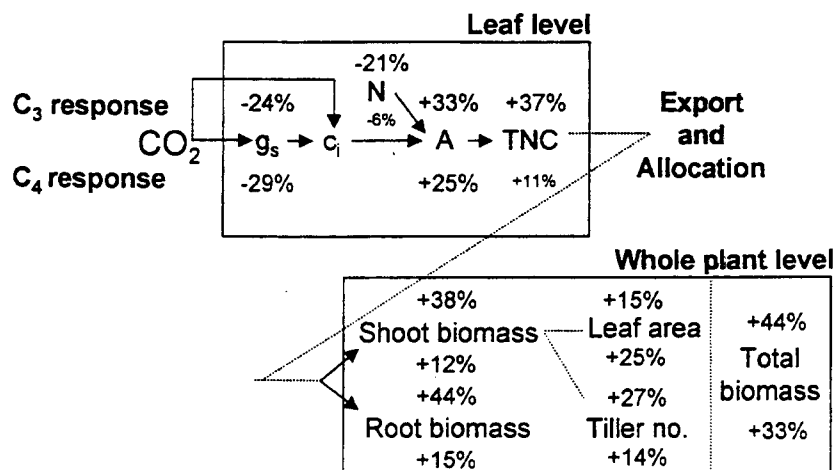 Leaf level
-21%
C3 response -24% N +33% +37% Export
-6% and
CO2 gs ci A TNC Allocation
C4 response -29% +25% +11%
Whole plant level
+38% +15%
+44%
Shoot biomass Leaf area
+12% +25% Total
+44% +27% biomass
Root biomass Tiller no. +33%
+15% +14%